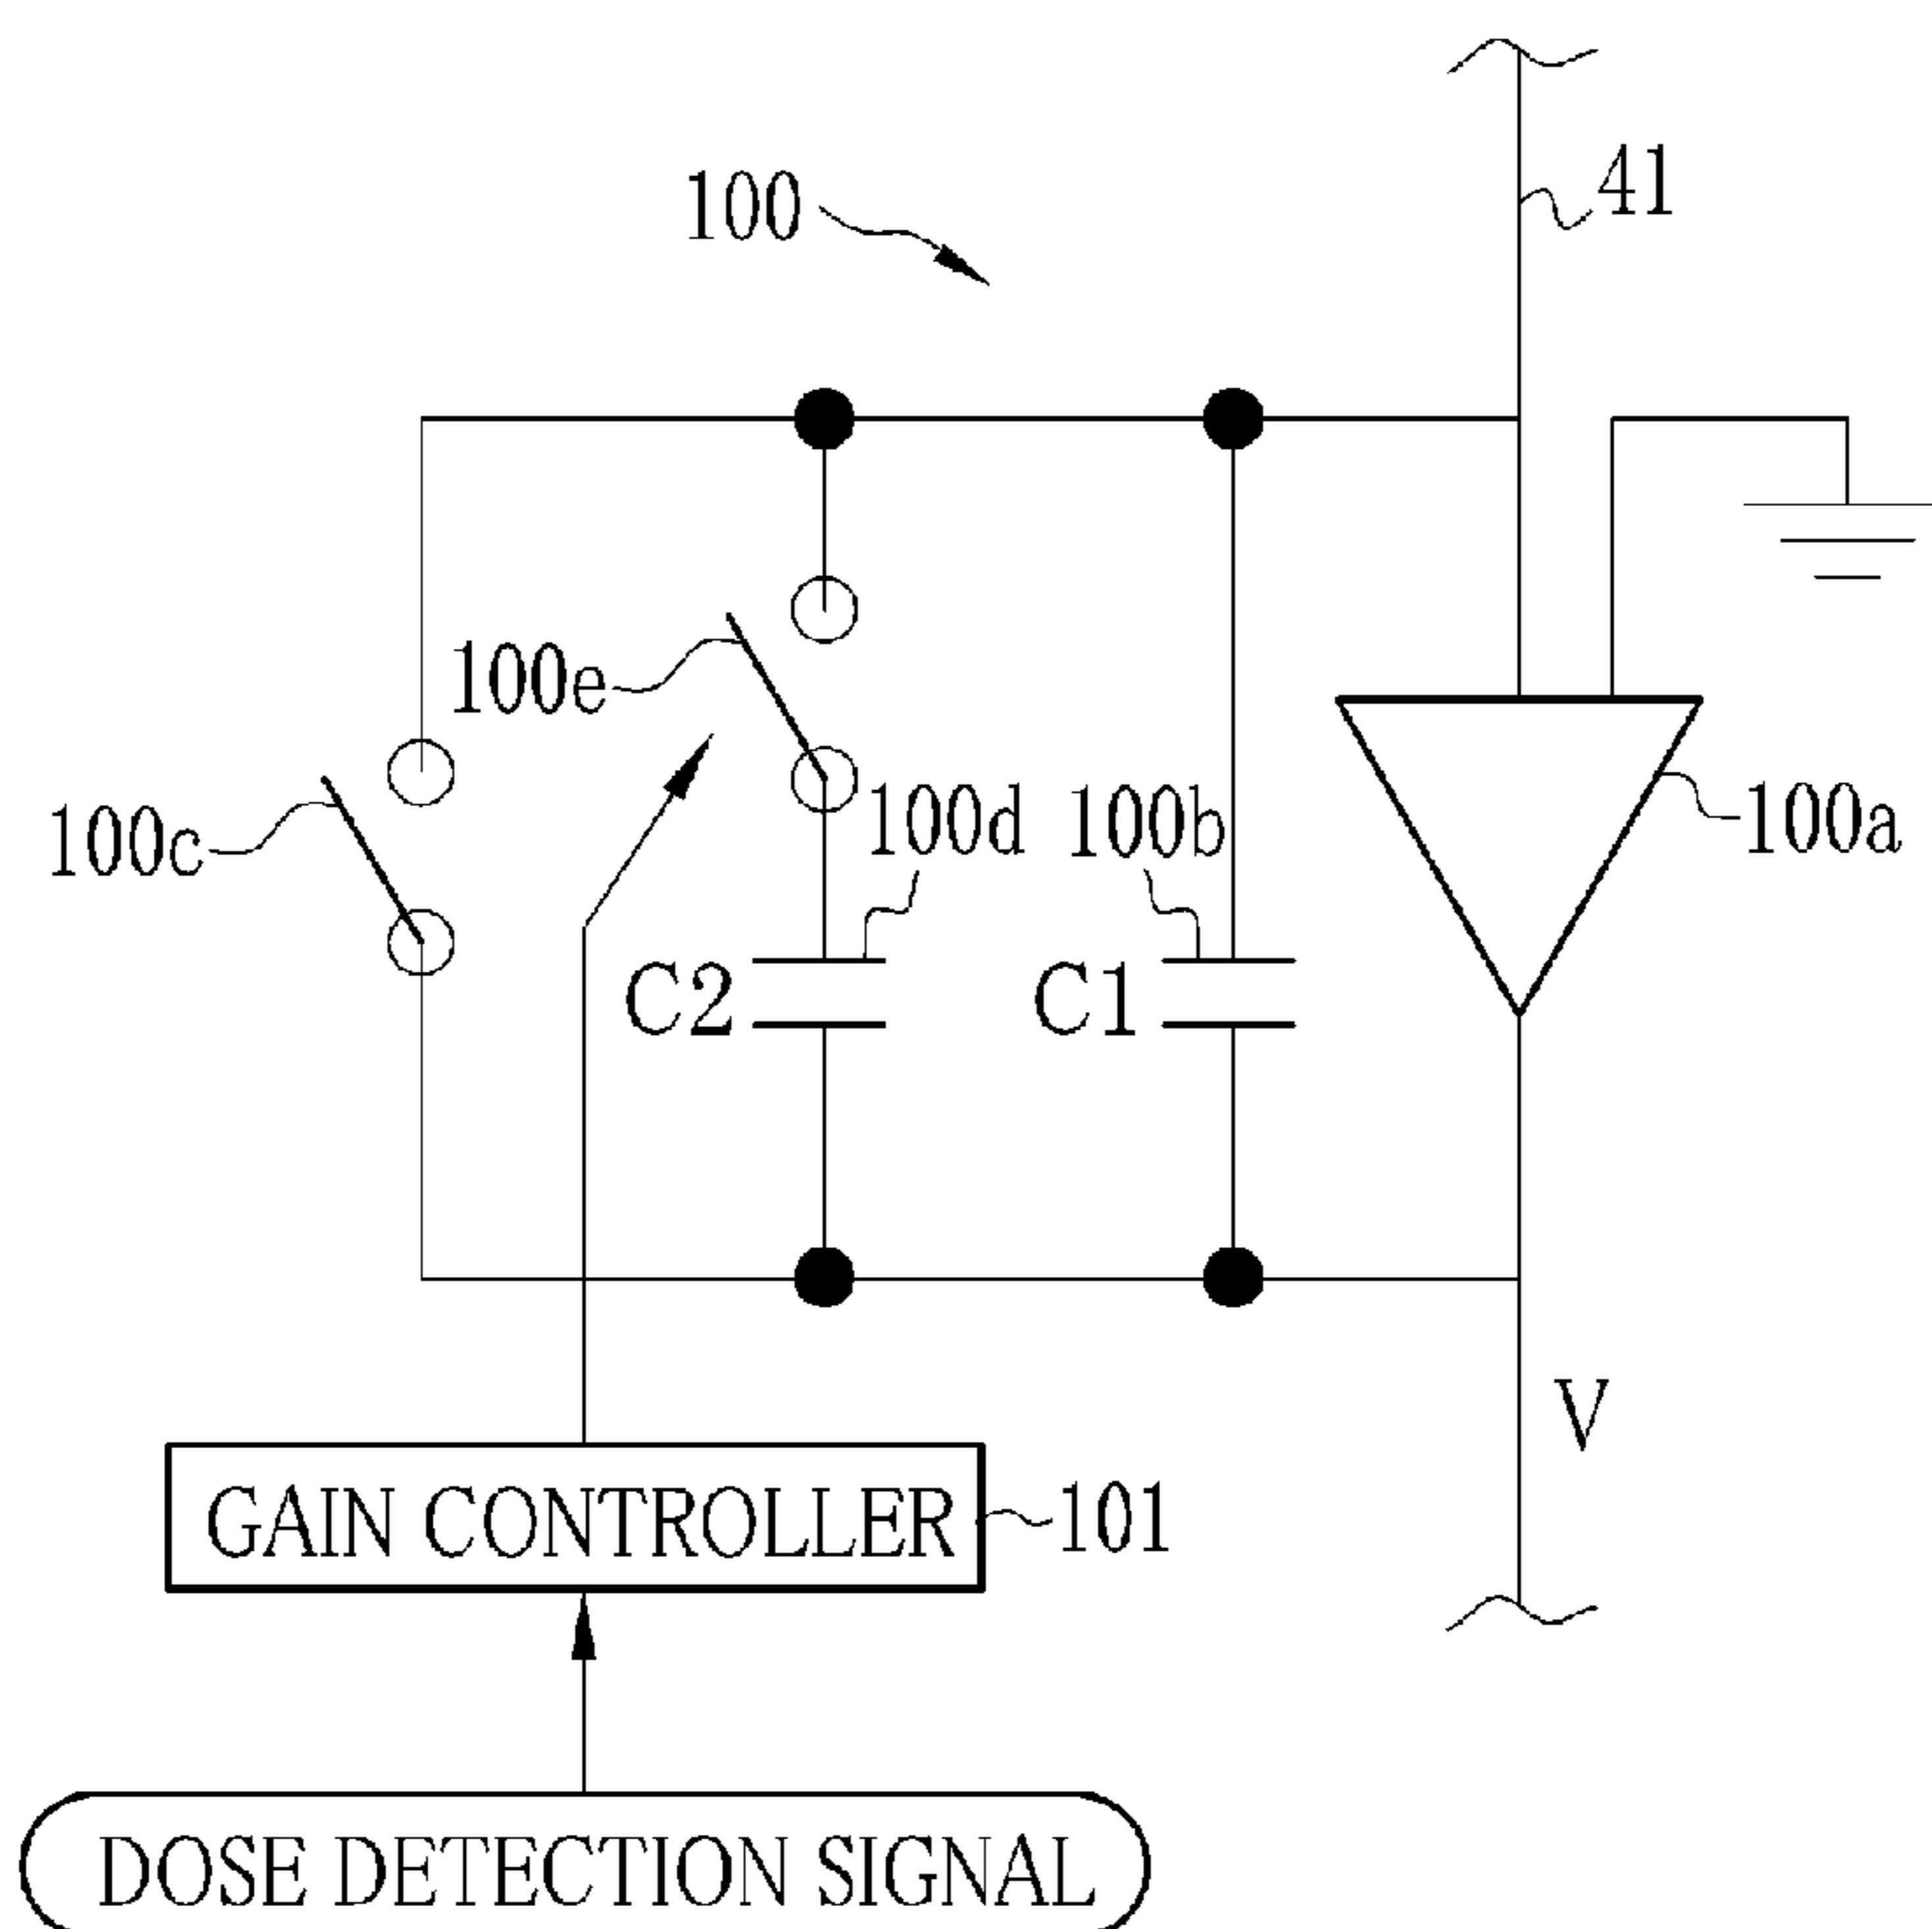 41
100
100e
100d 100b
100c
100a
C2
C1
V
GAIN CONTROLLER
101
DOSE DETECTION SIGNAL